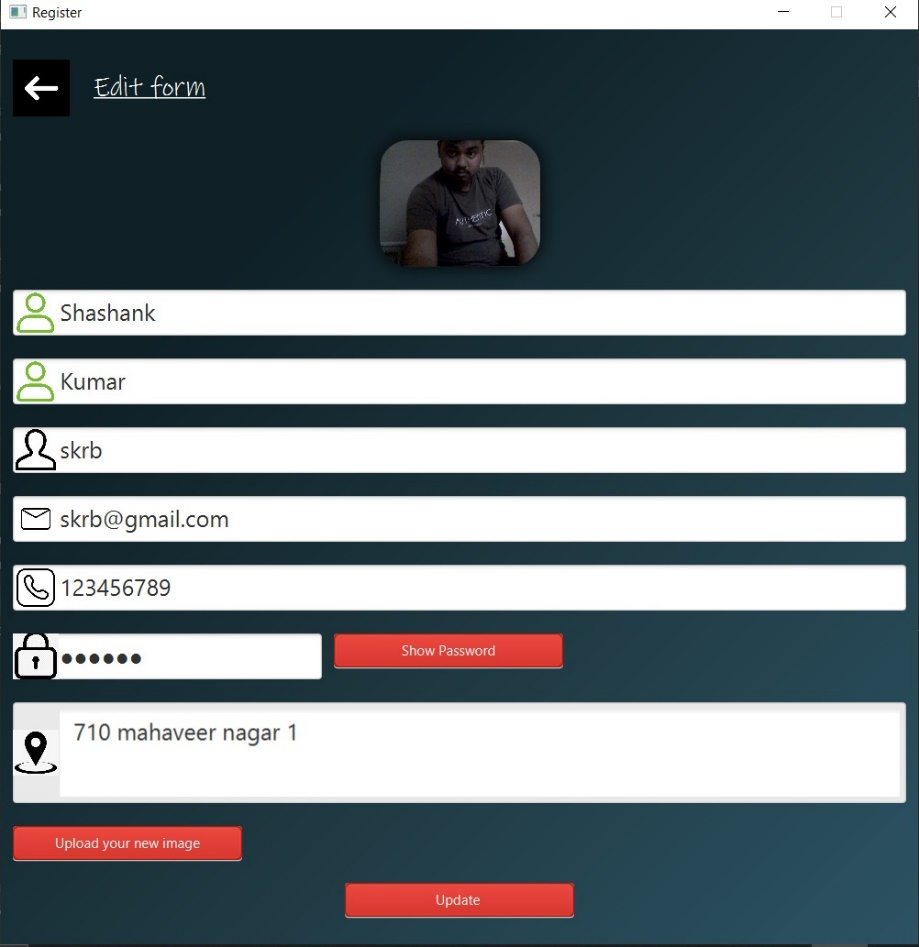 Register
Edit form
AUTHENTIC
Shashank
Kumar
skrb
skrb@gmail.com
123456789
●●●●●●
Show Password
710 mahaveer nagar 1
Upload your new image
Update